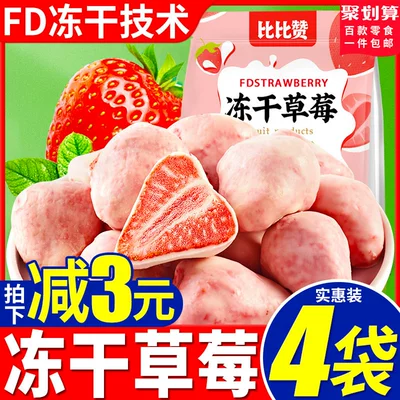 FD冻干技术
聚划算
百款零食
一件包邮
比比赞
FDSTRAWBERRY
冻干草莓
fruit products
拍下减3元
实惠装
4袋
冻干草莓